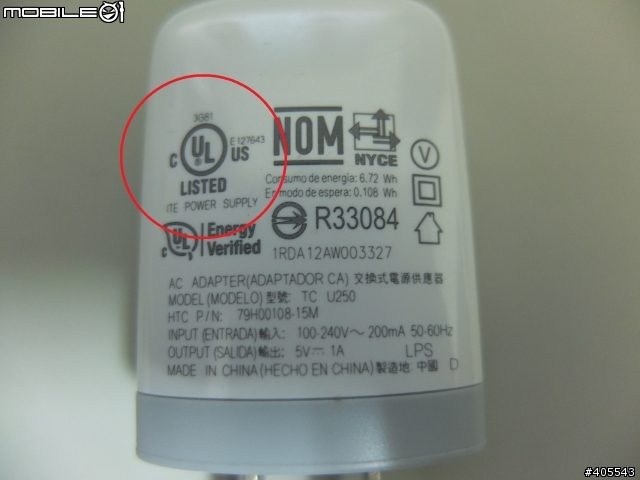 MOBILE01
3G81
E127643
C UL US
LISTED
ITE POWER SUPPLY
NOM
NYCE
V
Consumo de energia: 6.72 Wh
En modo de espera: 0.108 Wh
R33084
c UL Energy Verified
1RDA12AW003327
AC ADAPTER(ADAPTADOR CA) 交換式電源供應器
MODEL (MODELO) 型號: TC U250
HTC P/N: 79H00108-15M
INPUT (ENTRADA) 輸入: 100-240V～ 200mA 50-60Hz
OUTPUT (SALIDA) 輸出: 5V⎓ 1A LPS
MADE IN CHINA(HECHO EN CHINA)製造地: 中國 D
#405543